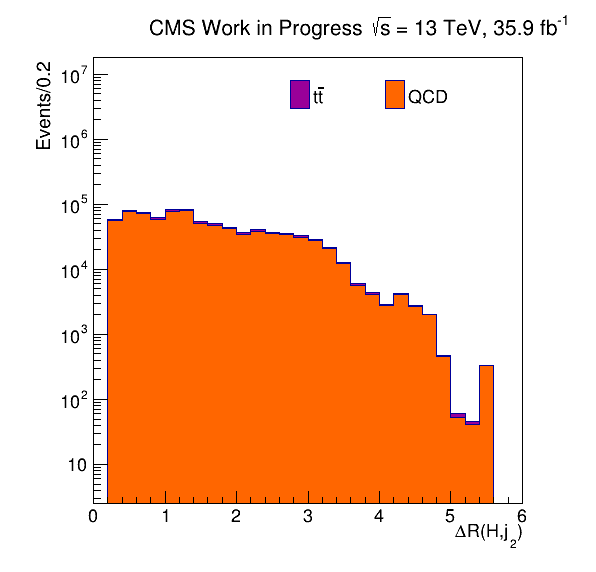 CMS Work in Progress √s = 13 TeV, 35.9 fb⁻¹
Events/0.2
tt̄ QCD
10⁷
10⁶
10⁵
10⁴
10³
10²
10
0 1 2 3 4 5 6
ΔR(H,j₂)